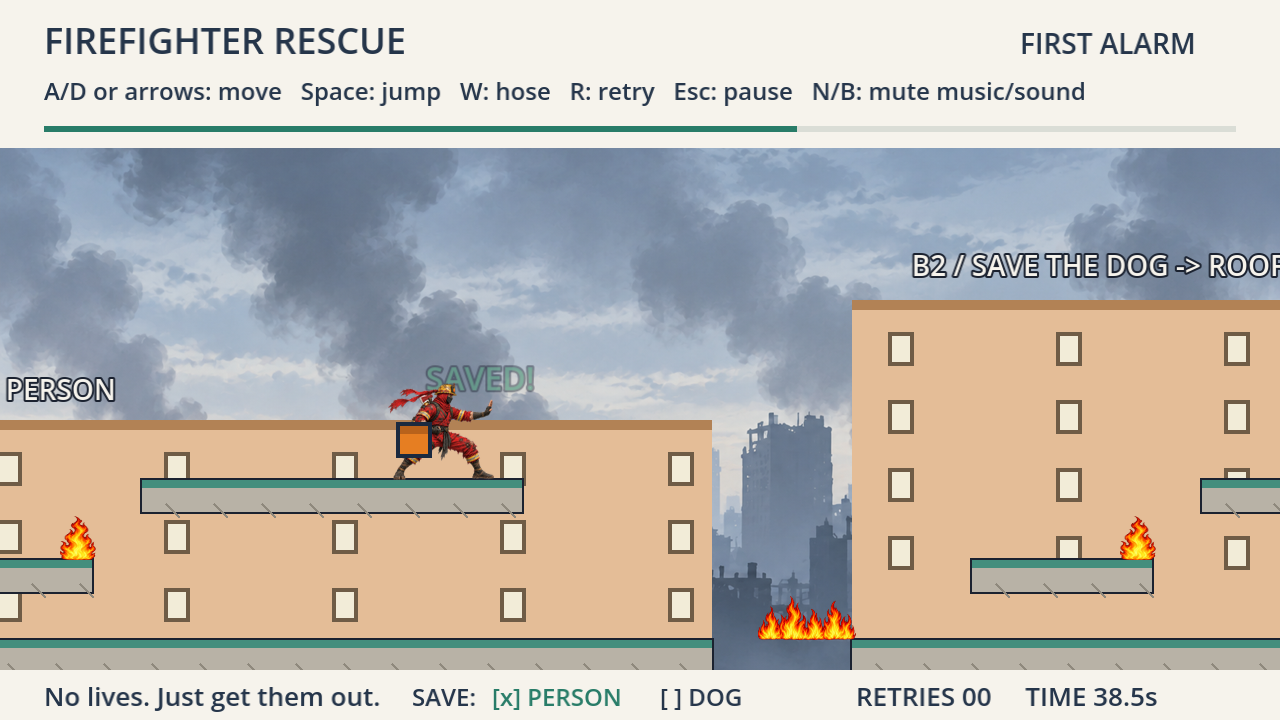 FIREFIGHTER RESCUE
FIRST ALARM
A/D or arrows: move Space: jump W: hose R: retry Esc: pause N/B: mute music/sound
B2 / SAVE THE DOG -> ROOF
SAVED!
PERSON
No lives. Just get them out. SAVE: [x] PERSON [ ] DOG RETRIES 00 TIME 38.5s